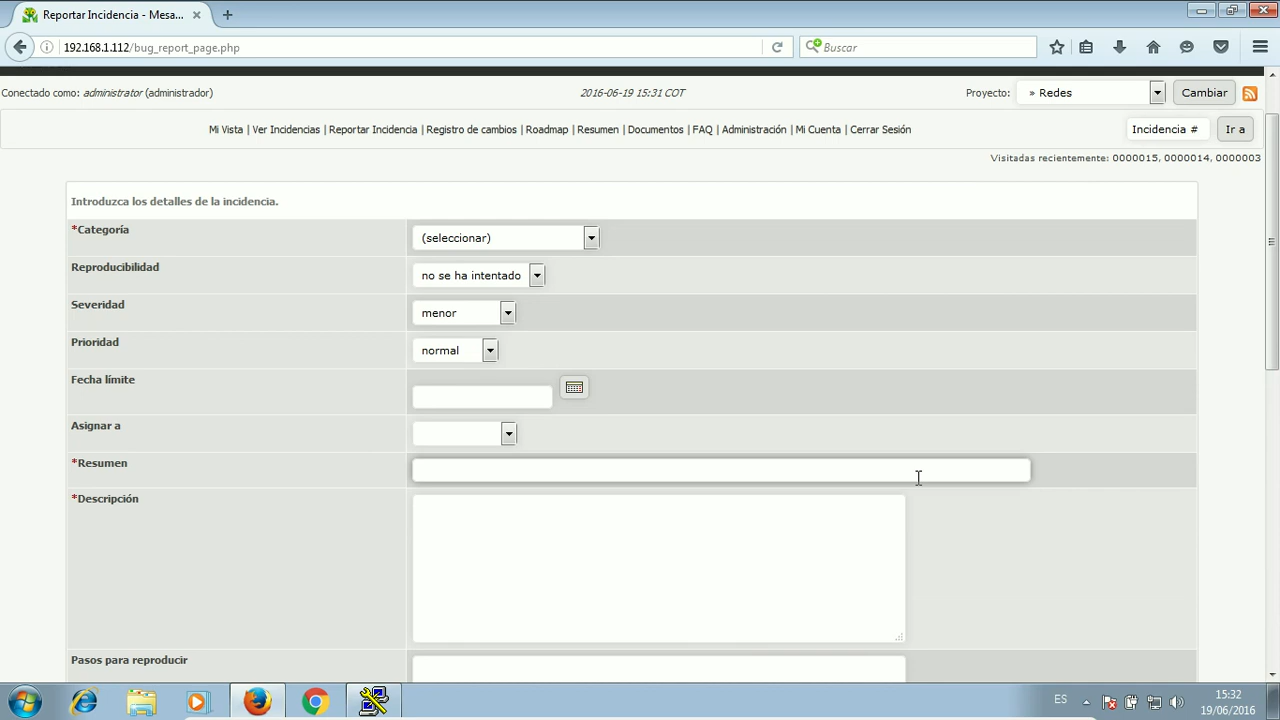 Reportar Incidencia - Mesa...
192.168.1.112/bug_report_page.php
Buscar
Conectado como: administrator (administrador)
2016-06-19 15:31 COT
Proyecto:
» Redes
Cambiar
Mi Vista | Ver Incidencias | Reportar Incidencia | Registro de cambios | Roadmap | Resumen | Documentos | FAQ | Administración | Mi Cuenta | Cerrar Sesión
Incidencia #
Ir a
Visitadas recientemente: 0000015, 0000014, 0000003
Introduzca los detalles de la incidencia.
*Categoría
(seleccionar)
Reproducibilidad
no se ha intentado
Severidad
menor
Prioridad
normal
Fecha límite
Asignar a
*Resumen
*Descripción
Pasos para reproducir
ES
15:32
19/06/2016